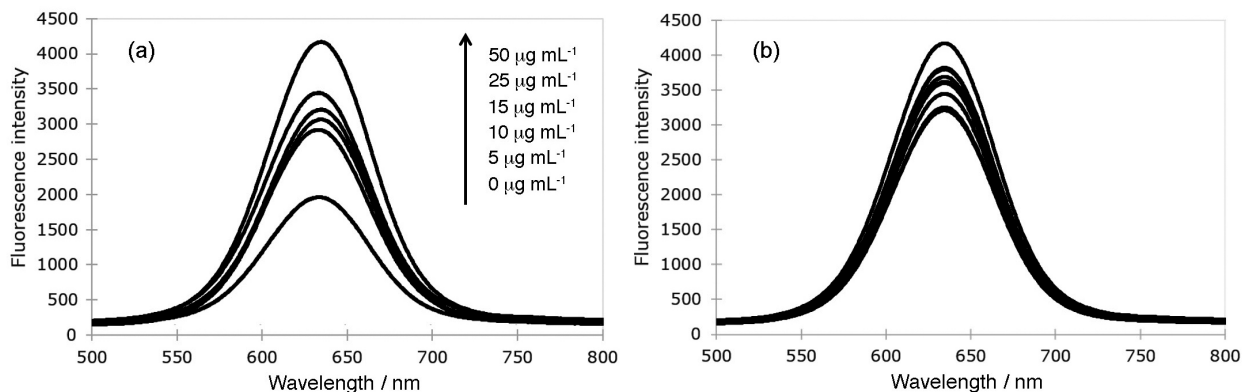 (a)
Fluorescence intensity
4500
4000
3500
3000
2500
2000
1500
1000
500
0
50 μg mL⁻¹
25 μg mL⁻¹
15 μg mL⁻¹
10 μg mL⁻¹
5 μg mL⁻¹
0 μg mL⁻¹
500 550 600 650 700 750 800
Wavelength / nm
(b)
Fluorescence intensity
4500
4000
3500
3000
2500
2000
1500
1000
500
0
500 550 600 650 700 750 800
Wavelength / nm